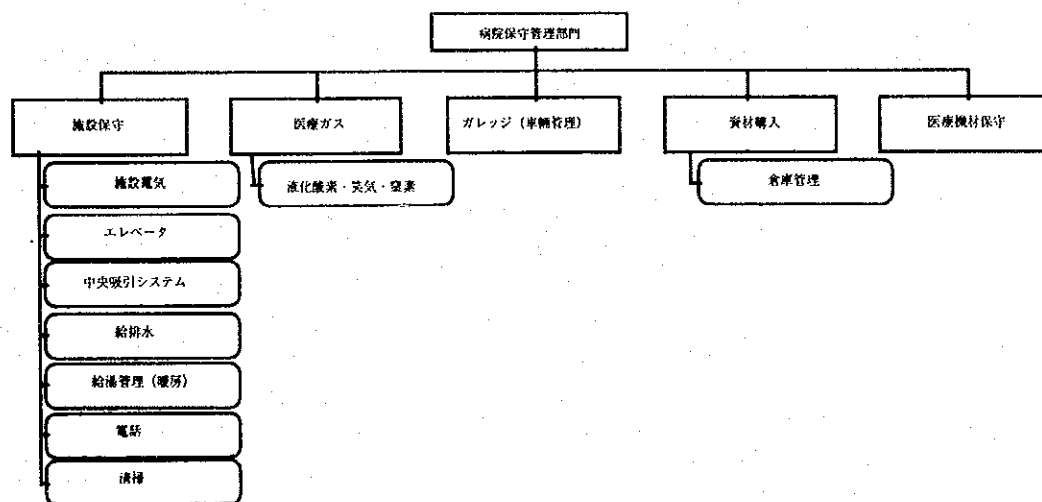 病院保守管理部門
施設保守
医療ガス
ガレッジ（車輛管理）
資材購入
医療機材保守
施設電気
液化酸素・笑気・窒素
倉庫管理
エレベータ
中央吸引システム
給排水
給湯管理（暖房）
電話
清掃